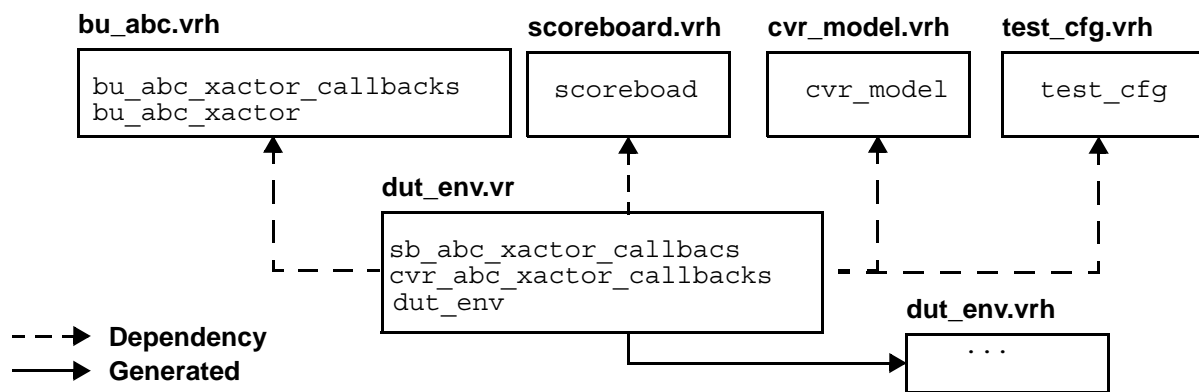 bu_abc.vrh
scoreboard.vrh
cvr_model.vrh
test_cfg.vrh
bu_abc_xactor_callbacks
bu_abc_xactor
scoreboad
cvr_model
test_cfg
dut_env.vr
sb_abc_xactor_callbacs
cvr_abc_xactor_callbacks
dut_env
dut_env.vrh
...
Dependency
Generated